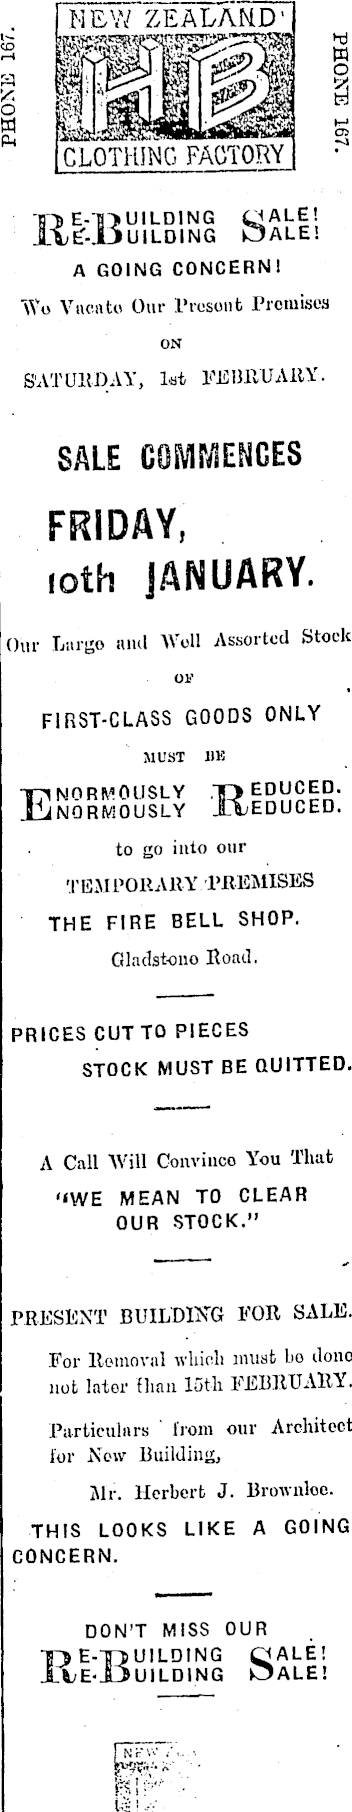 NEW ZEALAND
PHONE 167.
HB
PHONE 167.
CLOTHING FACTORY
RE-BUILDING SALE!
RE-BUILDING SALE!
A GOING CONCERN!
We Vacate Our Present Premises
ON
SATURDAY, 1st FEBRUARY.
SALE COMMENCES
FRIDAY,
10th JANUARY.
Our Large and Well Assorted Stock
OF
FIRST-CLASS GOODS ONLY
MUST BE
ENORMOUSLY REDUCED.
ENORMOUSLY REDUCED.
to go into our
TEMPORARY PREMISES
THE FIRE BELL SHOP.
Gladstone Road.
PRICES CUT TO PIECES
STOCK MUST BE QUITTED.
A Call Will Convince You That
"WE MEAN TO CLEAR
OUR STOCK."
PRESENT BUILDING FOR SALE.
For Removal which must be done
not later than 15th FEBRUARY.
Particulars from our Architect
for New Building,
Mr. Herbert J. Brownlee.
THIS LOOKS LIKE A GOING
CONCERN.
DON'T MISS OUR
RE-BUILDING SALE!
RE-BUILDING SALE!
NEW